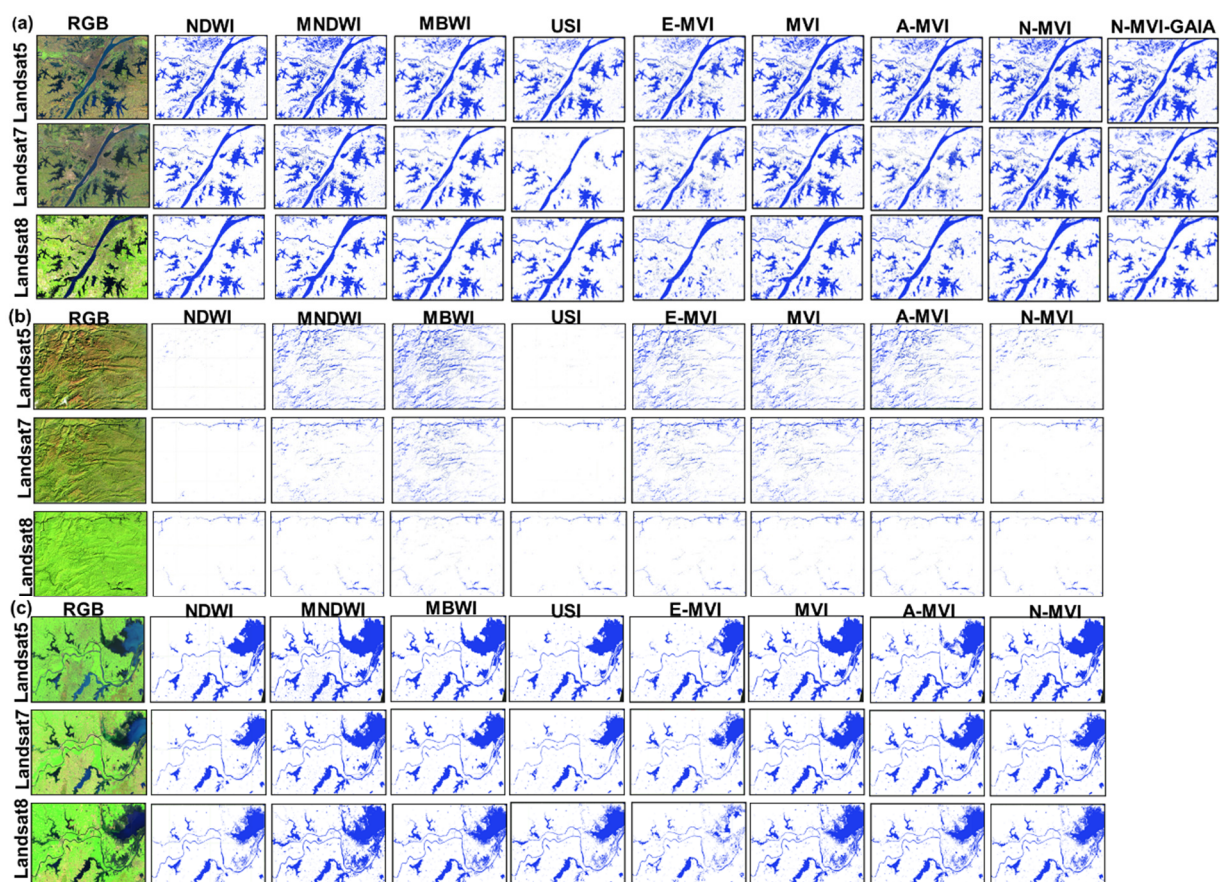 (a) RGB NDWI MNDWI MBWI USI E-MVI MVI A-MVI N-MVI N-MVI-GAIA
Landsat5
Landsat7
Landsat8
(b) RGB NDWI MNDWI MBWI USI E-MVI MVI A-MVI N-MVI
Landsat5
Landsat7
Landsat8
(c) RGB NDWI MNDWI MBWI USI E-MVI MVI A-MVI N-MVI
Landsat5
Landsat7
Landsat8